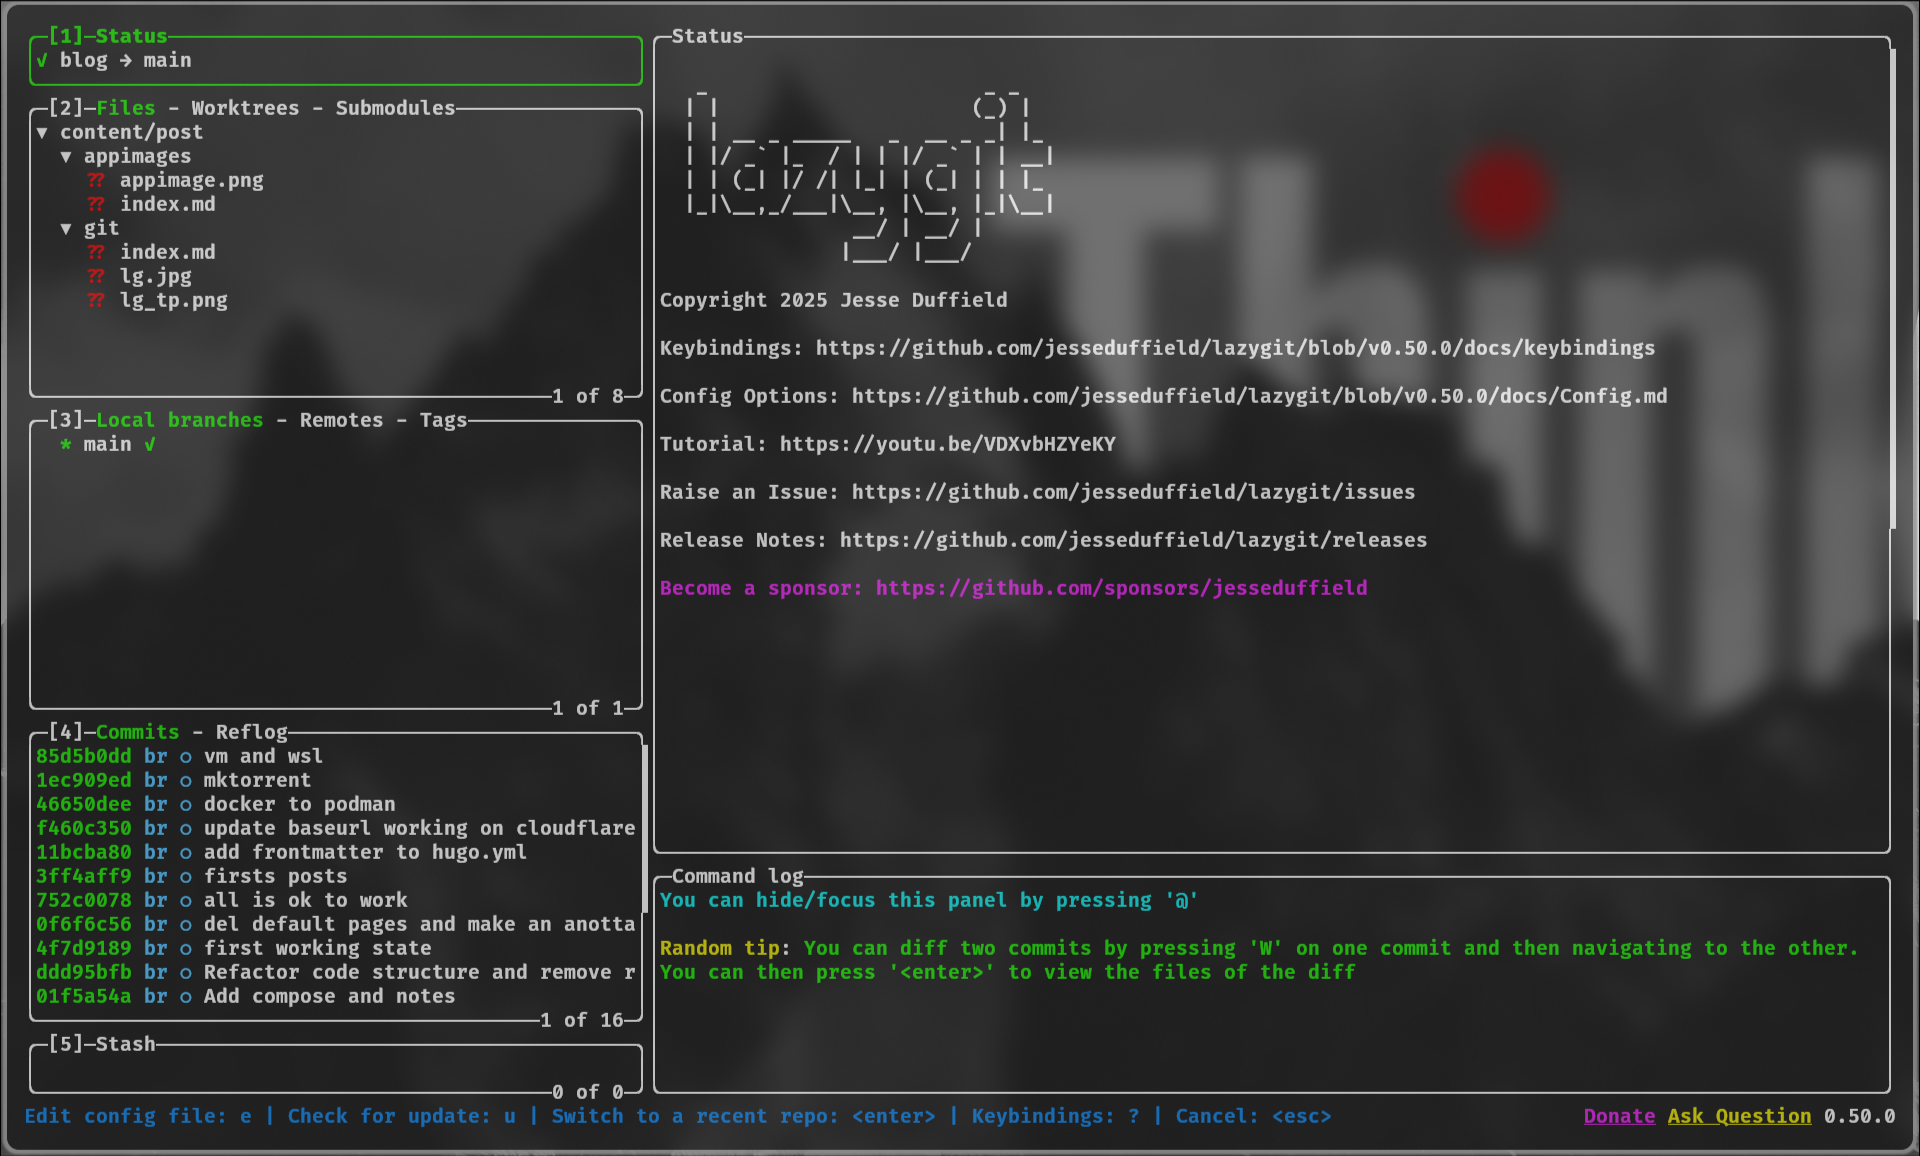 [1]-Status
√ blog → main
[2]-Files - Worktrees - Submodules
▼ content/post
▼ appimages
?? appimage.png
?? index.md
▼ git
?? index.md
?? lg.jpg
?? lg_tp.png
1 of 8
[3]-Local branches - Remotes - Tags
* main √
1 of 1
[4]-Commits - Reflog
85d5b0dd br ○ vm and wsl
1ec909ed br ○ mktorrent
46650dee br ○ docker to podman
f460c350 br ○ update baseurl working on cloudflare
11bcba80 br ○ add frontmatter to hugo.yml
3ff4aff9 br ○ firsts posts
752c0078 br ○ all is ok to work
0f6f6c56 br ○ del default pages and make an anotta
4f7d9189 br ○ first working state
ddd95bfb br ○ Refactor code structure and remove r
01f5a54a br ○ Add compose and notes
1 of 16
[5]-Stash
0 of 0
Status
lazygit
Copyright 2025 Jesse Duffield
Keybindings: https://github.com/jesseduffield/lazygit/blob/v0.50.0/docs/keybindings
Config Options: https://github.com/jesseduffield/lazygit/blob/v0.50.0/docs/Config.md
Tutorial: https://youtu.be/VDXvbHZYeKY
Raise an Issue: https://github.com/jesseduffield/lazygit/issues
Release Notes: https://github.com/jesseduffield/lazygit/releases
Become a sponsor: https://github.com/sponsors/jesseduffield
Thin
Command log
You can hide/focus this panel by pressing '@'
Random tip: You can diff two commits by pressing 'W' on one commit and then navigating to the other.
You can then press '<enter>' to view the files of the diff
Edit config file: e | Check for update: u | Switch to a recent repo: <enter> | Keybindings: ? | Cancel: <esc>
Donate Ask Question 0.50.0